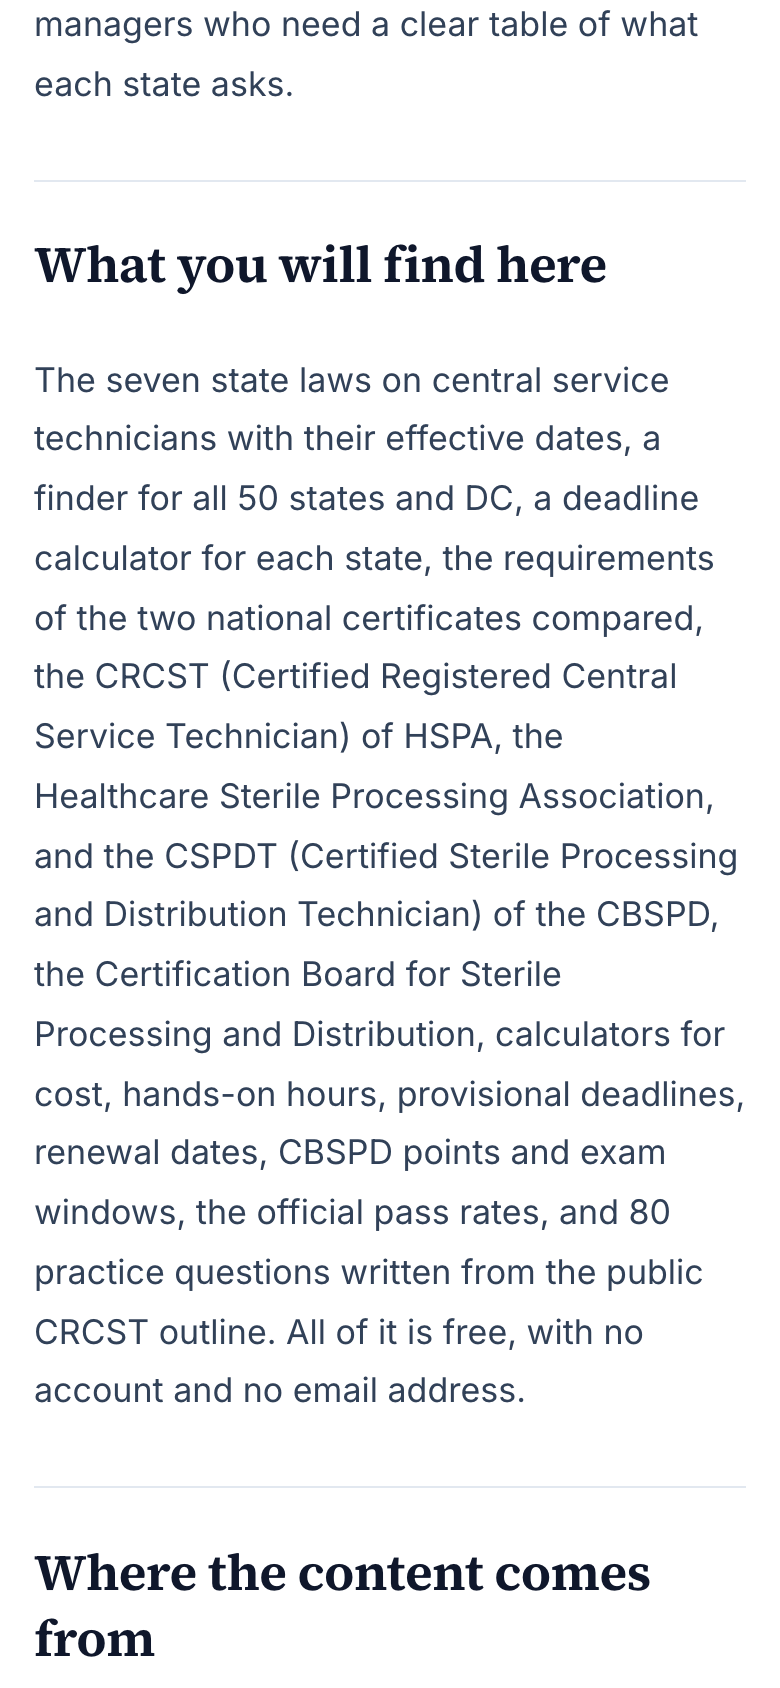 managers who need a clear table of what
each state asks.
What you will find here
The seven state laws on central service
technicians with their effective dates, a
finder for all 50 states and DC, a deadline
calculator for each state, the requirements
of the two national certificates compared,
the CRCST (Certified Registered Central
Service Technician) of HSPA, the
Healthcare Sterile Processing Association,
and the CSPDT (Certified Sterile Processing
and Distribution Technician) of the CBSPD,
the Certification Board for Sterile
Processing and Distribution, calculators for
cost, hands-on hours, provisional deadlines,
renewal dates, CBSPD points and exam
windows, the official pass rates, and 80
practice questions written from the public
CRCST outline. All of it is free, with no
account and no email address.
Where the content comes
from